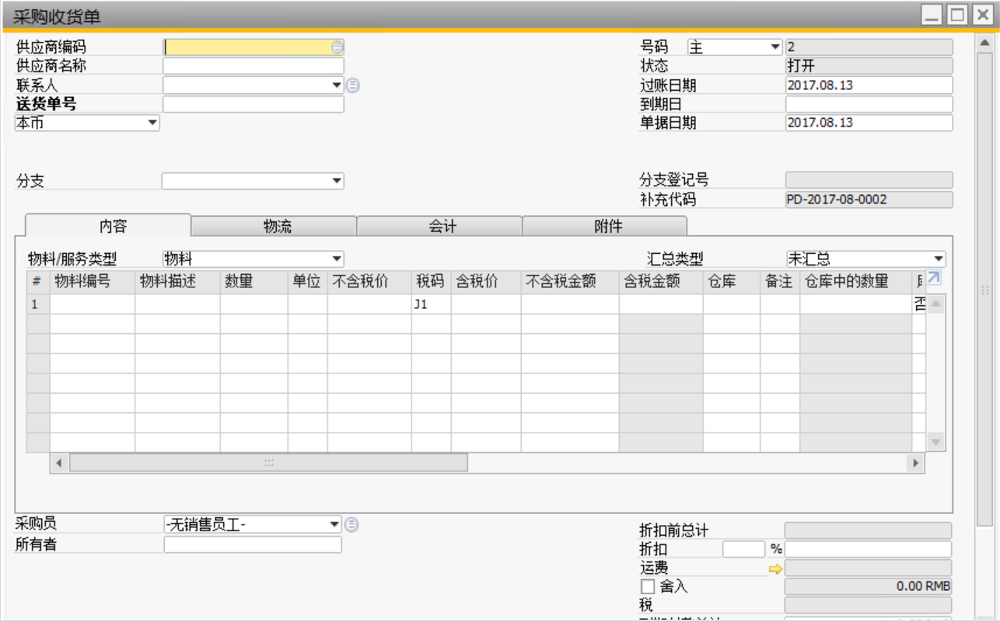 采购收货单
供应商编码 号码 主 2
供应商名称 状态 打开
联系人 过账日期 2017.08.13
送货单号 到期日
本币 单据日期 2017.08.13
分支 分支登记号
补充代码 PD-2017-08-0002
内容 物流 会计 附件
物料/服务类型 物料 汇总类型 未汇总
# 物料编号 物料描述 数量 单位 不含税价 税码 含税价 不含税金额 含税金额 仓库 备注 仓库中的数量
1 J1 否
采购员 -无销售员工-
所有者 折扣前总计
折扣 %
运费
舍入 0.00 RMB
税